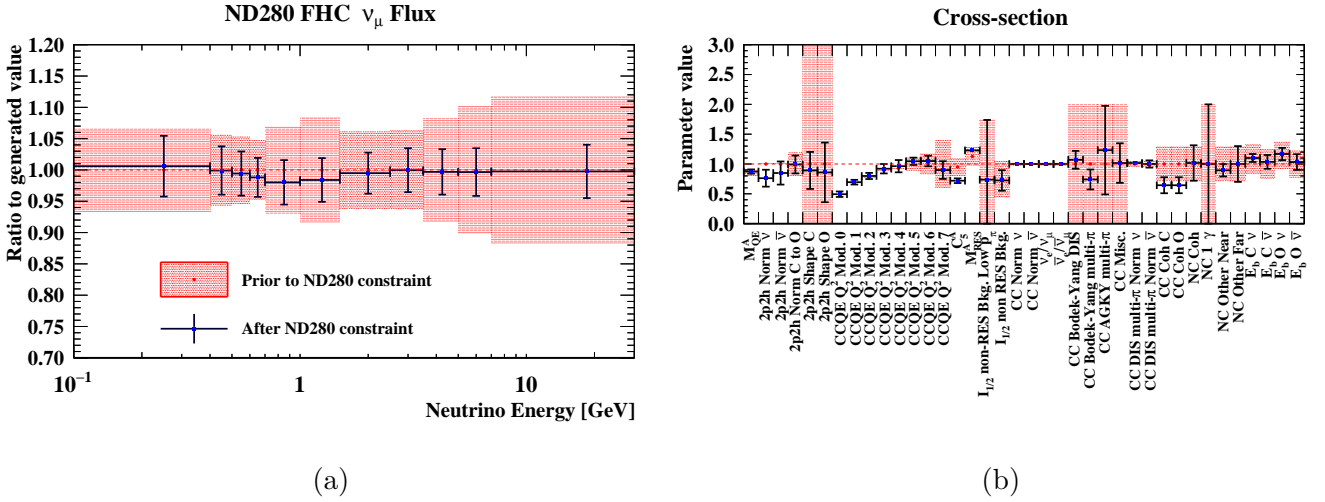 ND280 FHC ν_μ Flux
Ratio to generated value
1.20
1.15
1.10
1.05
1.00
0.95
0.90
0.85
0.80
0.75
0.70
Prior to ND280 constraint
After ND280 constraint
10⁻¹ 1 10
Neutrino Energy [GeV]
(a)
Cross-section
Parameter value
3.0
2.5
2.0
1.5
1.0
0.5
0.0
M^A_QE
2p2h Norm ν
2p2h Norm ν̅
2p2h Norm C to O
2p2h Shape C
2p2h Shape O
CCQE Q² Mod. 0
CCQE Q² Mod. 1
CCQE Q² Mod. 2
CCQE Q² Mod. 3
CCQE Q² Mod. 4
CCQE Q² Mod. 5
CCQE Q² Mod. 6
CCQE Q² Mod. 7
C^A_5
M^A_RES
I_1/2 non-RES Bkg. Low p_π
I_1/2 non RES Bkg.
CC Norm ν
CC Norm ν̅
ν_e/ν_μ
ν̅_e/ν̅_μ
CC Bodek-Yang DIS
CC Bodek-Yang multi-π
CC AGKY multi-π
CC Misc.
CC DIS multi-π Norm ν
CC DIS multi-π Norm ν̅
CC Coh C
CC Coh O
NC Coh
NC 1 γ
NC Other Near
NC Other Far
E_b C ν
E_b C ν̅
E_b O ν
E_b O ν̅
(b)